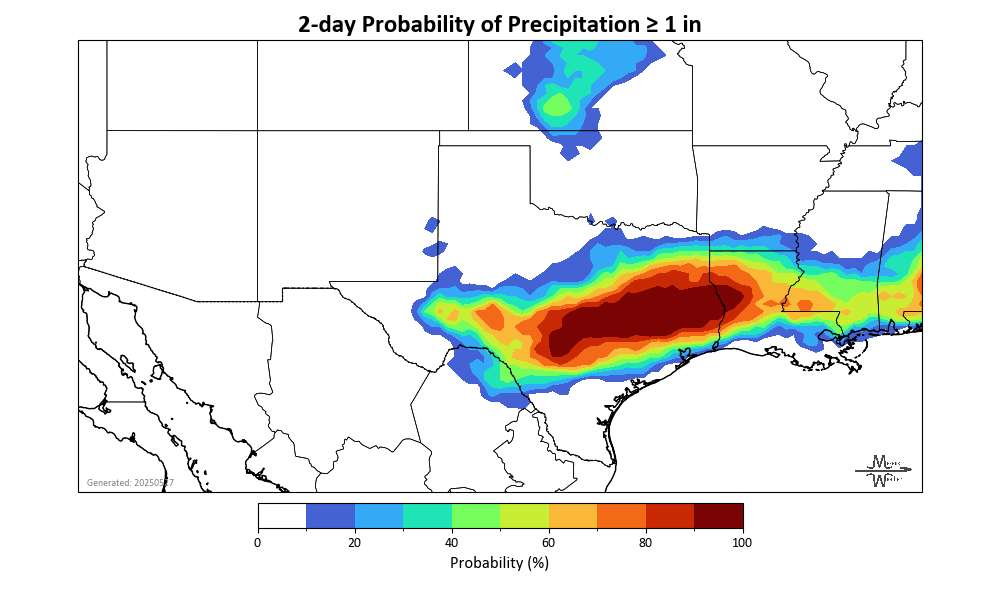 2-day Probability of Precipitation ≥ 1 in
Generated: 20250527
0 20 40 60 80 100
Probability (%)